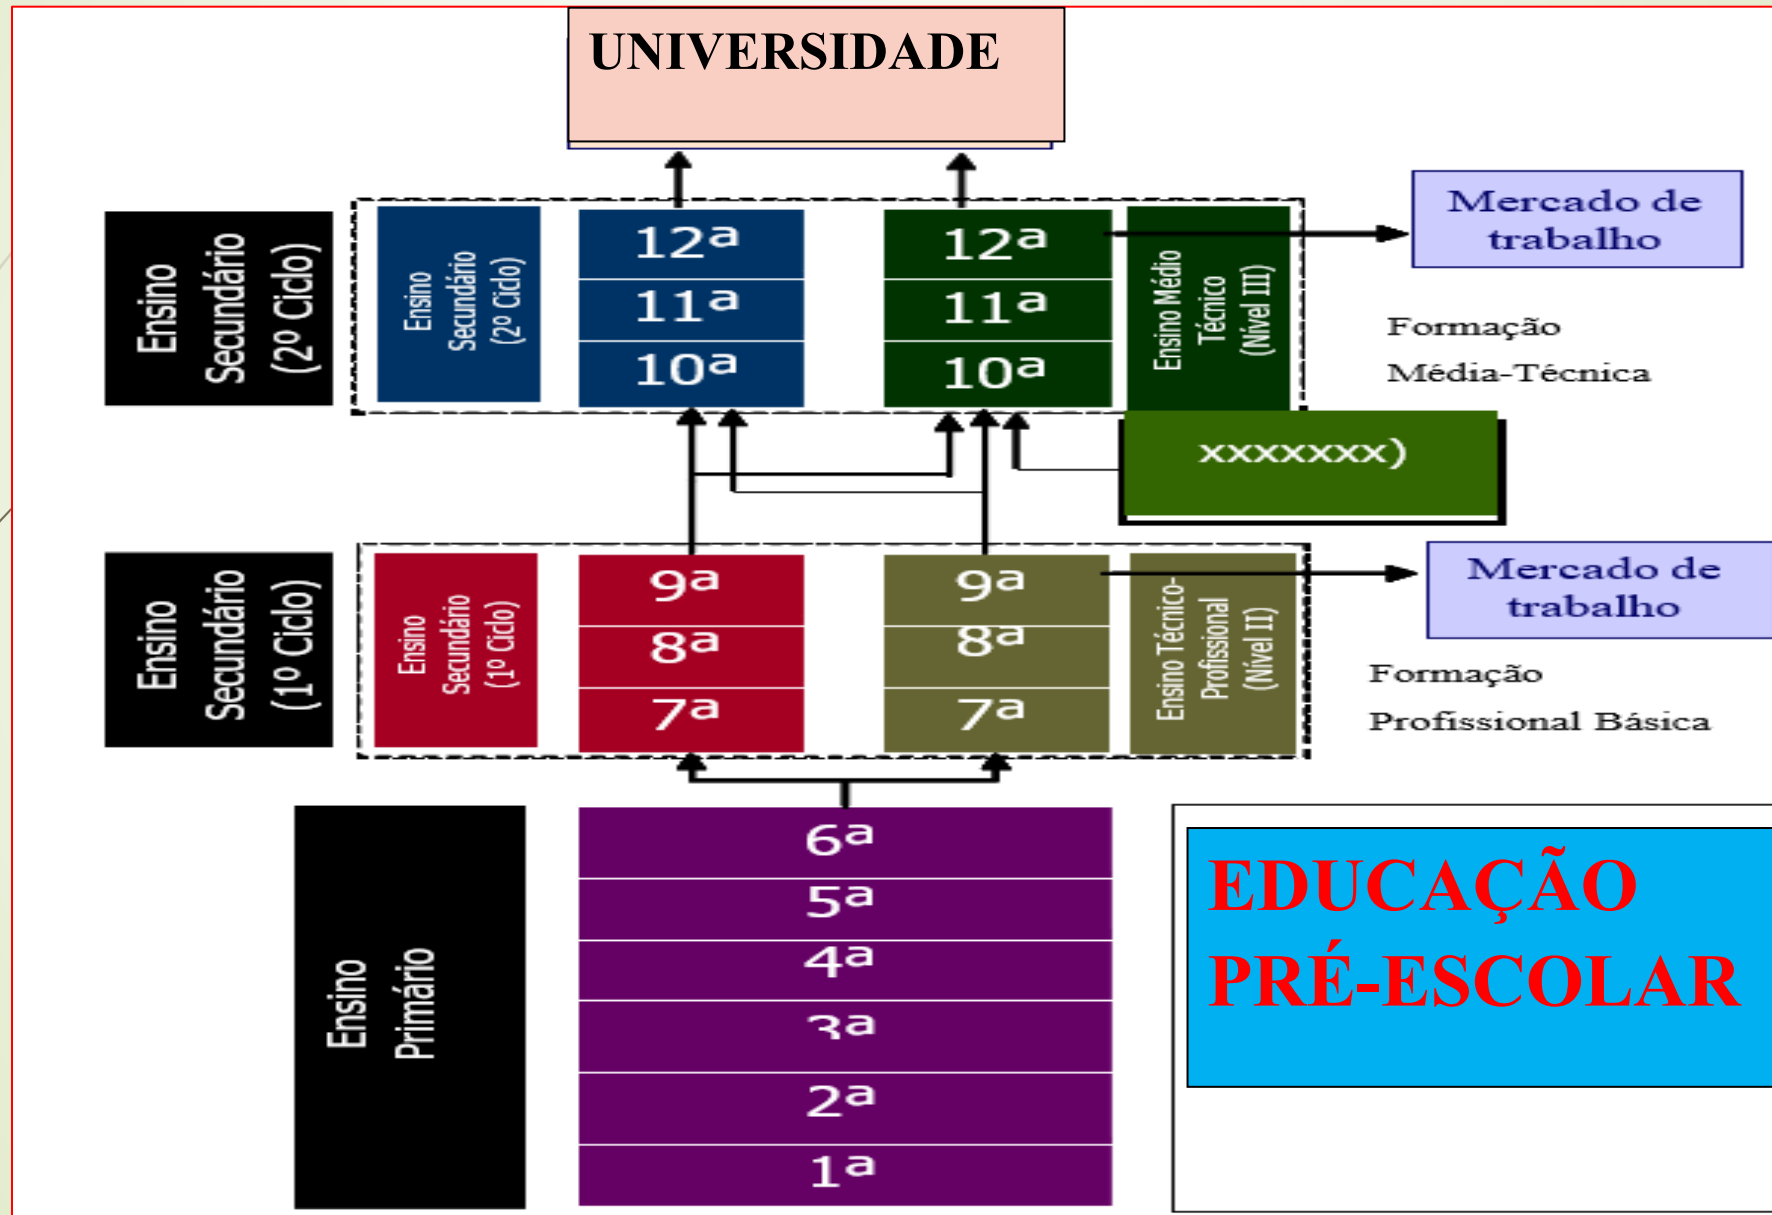 UNIVERSIDADE
Ensino
Secundário
(2º Ciclo)
Ensino
Secundário
(2º Ciclo)
12ª
11ª
10ª
12ª
11ª
10ª
Ensino Médio
Técnico
(Nível III)
Mercado de
trabalho
Formação
Média-Técnica
xxxxxxx)
Ensino
Secundário
(1º Ciclo)
Ensino
Secundário
(1º Ciclo)
9ª
8ª
7ª
9ª
8ª
7ª
Ensino Técnico-
Profissional
(Nível II)
Mercado de
trabalho
Formação
Profissional Básica
Ensino
Primário
6ª
5ª
4ª
3ª
2ª
1ª
EDUCAÇÃO
PRÉ-ESCOLAR